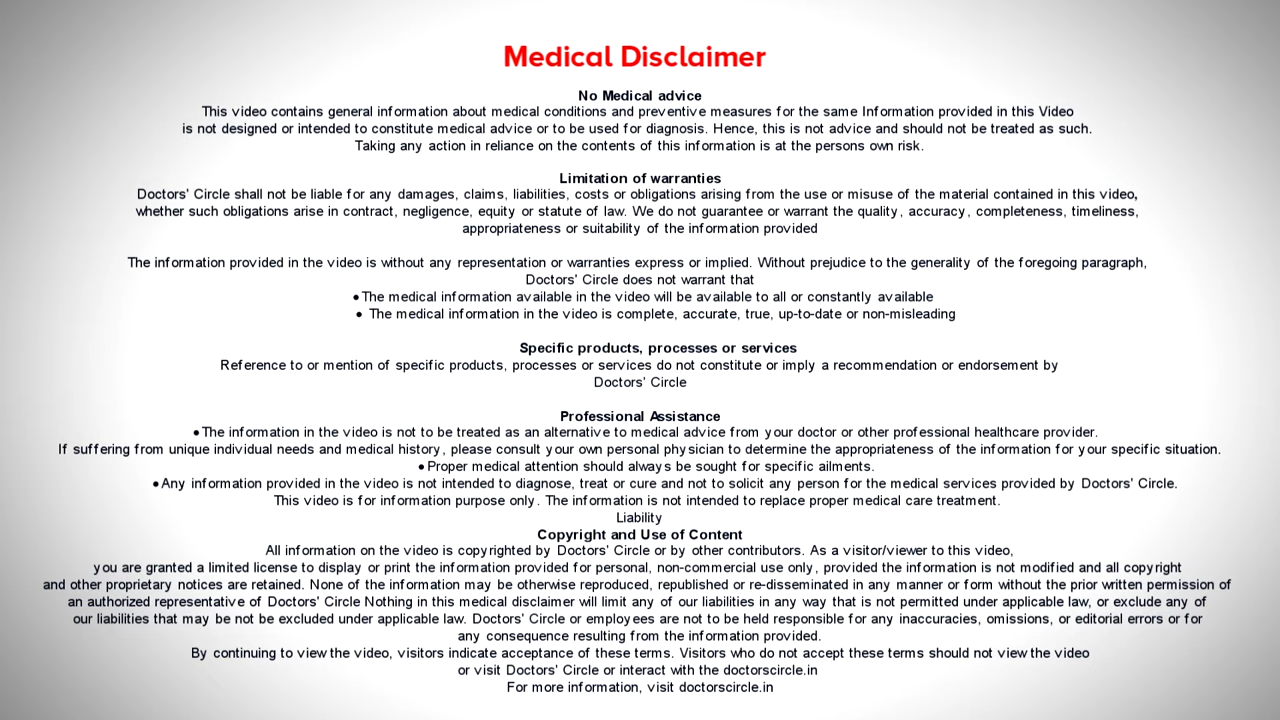 Medical Disclaimer
No Medical advice
This video contains general information about medical conditions and preventive measures for the same Information provided in this Video
is not designed or intended to constitute medical advice or to be used for diagnosis. Hence, this is not advice and should not be treated as such.
Taking any action in reliance on the contents of this information is at the persons own risk.
Limitation of warranties
Doctors' Circle shall not be liable for any damages, claims, liabilities, costs or obligations arising from the use or misuse of the material contained in this video,
whether such obligations arise in contract, negligence, equity or statute of law. We do not guarantee or warrant the quality, accuracy, completeness, timeliness,
appropriateness or suitability of the information provided
The information provided in the video is without any representation or warranties express or implied. Without prejudice to the generality of the foregoing paragraph,
Doctors' Circle does not warrant that
•The medical information available in the video will be available to all or constantly available
• The medical information in the video is complete, accurate, true, up-to-date or non-misleading
Specific products, processes or services
Reference to or mention of specific products, processes or services do not constitute or imply a recommendation or endorsement by
Doctors' Circle
Professional Assistance
•The information in the video is not to be treated as an alternative to medical advice from your doctor or other professional healthcare provider.
If suffering from unique individual needs and medical history, please consult your own personal physician to determine the appropriateness of the information for your specific situation.
•Proper medical attention should always be sought for specific ailments.
•Any information provided in the video is not intended to diagnose, treat or cure and not to solicit any person for the medical services provided by Doctors' Circle.
This video is for information purpose only. The information is not intended to replace proper medical care treatment.
Liability
Copyright and Use of Content
All information on the video is copyrighted by Doctors' Circle or by other contributors. As a visitor/viewer to this video,
you are granted a limited license to display or print the information provided for personal, non-commercial use only, provided the information is not modified and all copyright
and other proprietary notices are retained. None of the information may be otherwise reproduced, republished or re-disseminated in any manner or form without the prior written permission of
an authorized representative of Doctors' Circle Nothing in this medical disclaimer will limit any of our liabilities in any way that is not permitted under applicable law, or exclude any of
our liabilities that may be not be excluded under applicable law. Doctors' Circle or employees are not to be held responsible for any inaccuracies, omissions, or editorial errors or for
any consequence resulting from the information provided.
By continuing to view the video, visitors indicate acceptance of these terms. Visitors who do not accept these terms should not view the video
or visit Doctors' Circle or interact with the doctorscircle.in
For more information, visit doctorscircle.in